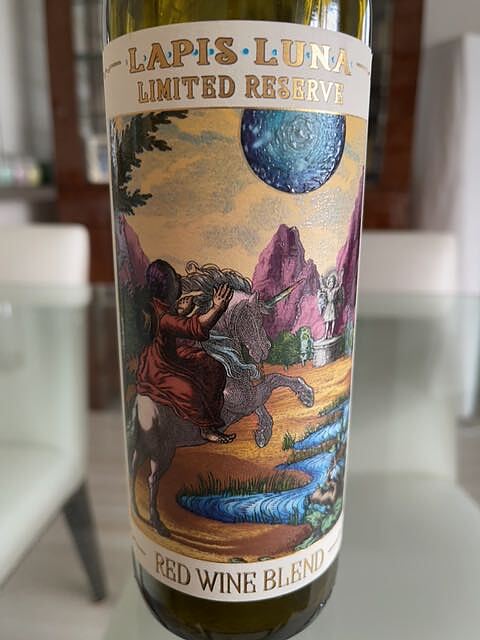 LAPIS·LUNA
LIMITED RESERVE
RED WINE BLEND